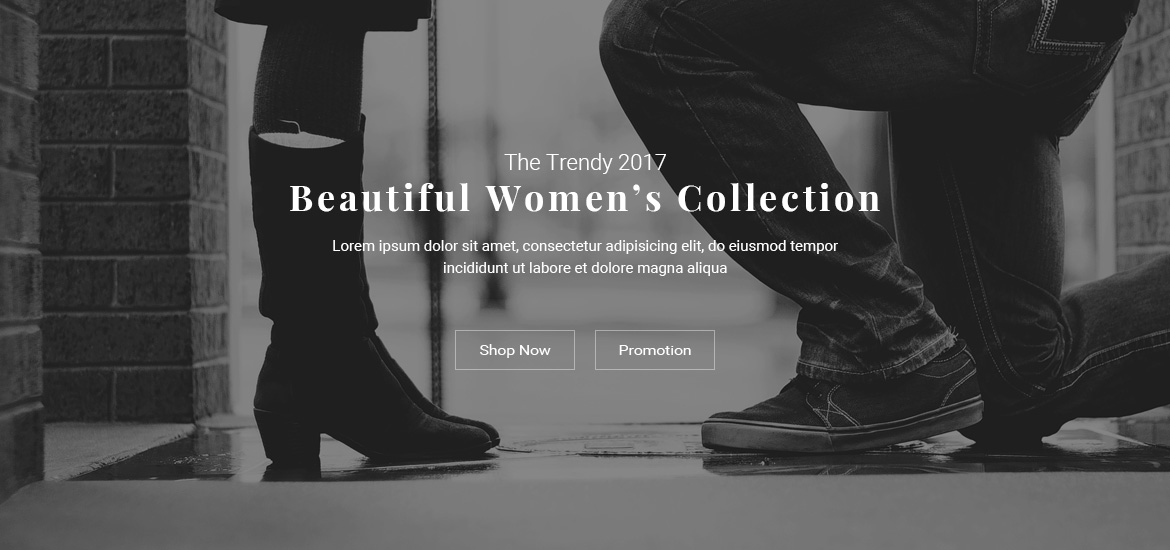 The Trendy 2017
Beautiful Women’s Collection
Lorem ipsum dolor sit amet, consectetur adipisicing elit, do eiusmod tempor
incididunt ut labore et dolore magna aliqua
Shop Now
Promotion